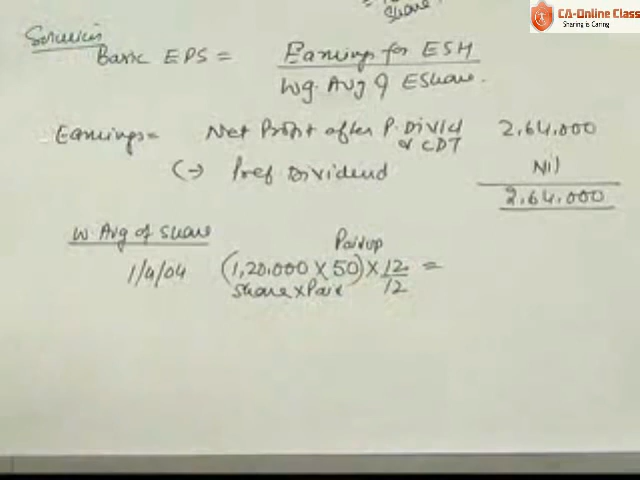 share
CA-Online Class
Sharing is Caring
Basic EPS = Earnings for ESH
Wg. Avg of EShare.
Earnings = Net Profit after P. Divid 2,64,000
& CDT
(-) Pref Dividend Nil
2,64,000
W Avg of Share
Paidup
1/4/04 (1,20,000 × 50) × 12/12 =
Share × Paid